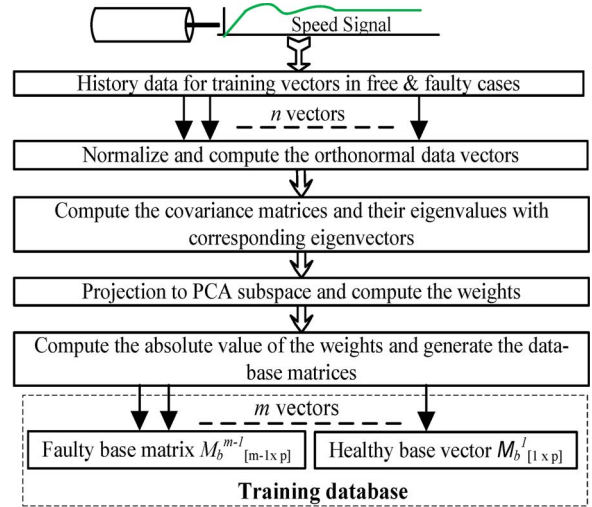 Speed Signal
History data for training vectors in free & faulty cases
n vectors
Normalize and compute the orthonormal data vectors
Compute the covariance matrices and their eigenvalues with
corresponding eigenvectors
Projection to PCA subspace and compute the weights
Compute the absolute value of the weights and generate the data-
base matrices
m vectors
Faulty base matrix M_b^{m-1}_{[m-1x p]}
Healthy base vector M_b^1_{[1 x p]}
Training database